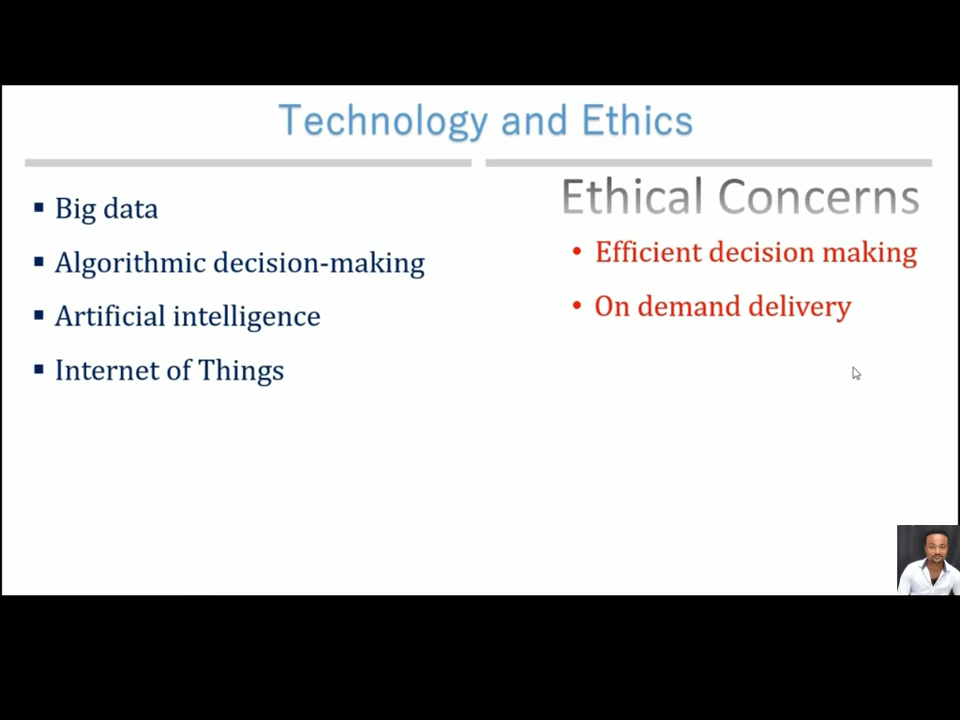 Technology and Ethics
▪ Big data
▪ Algorithmic decision-making
▪ Artificial intelligence
▪ Internet of Things
Ethical Concerns
• Efficient decision making
• On demand delivery